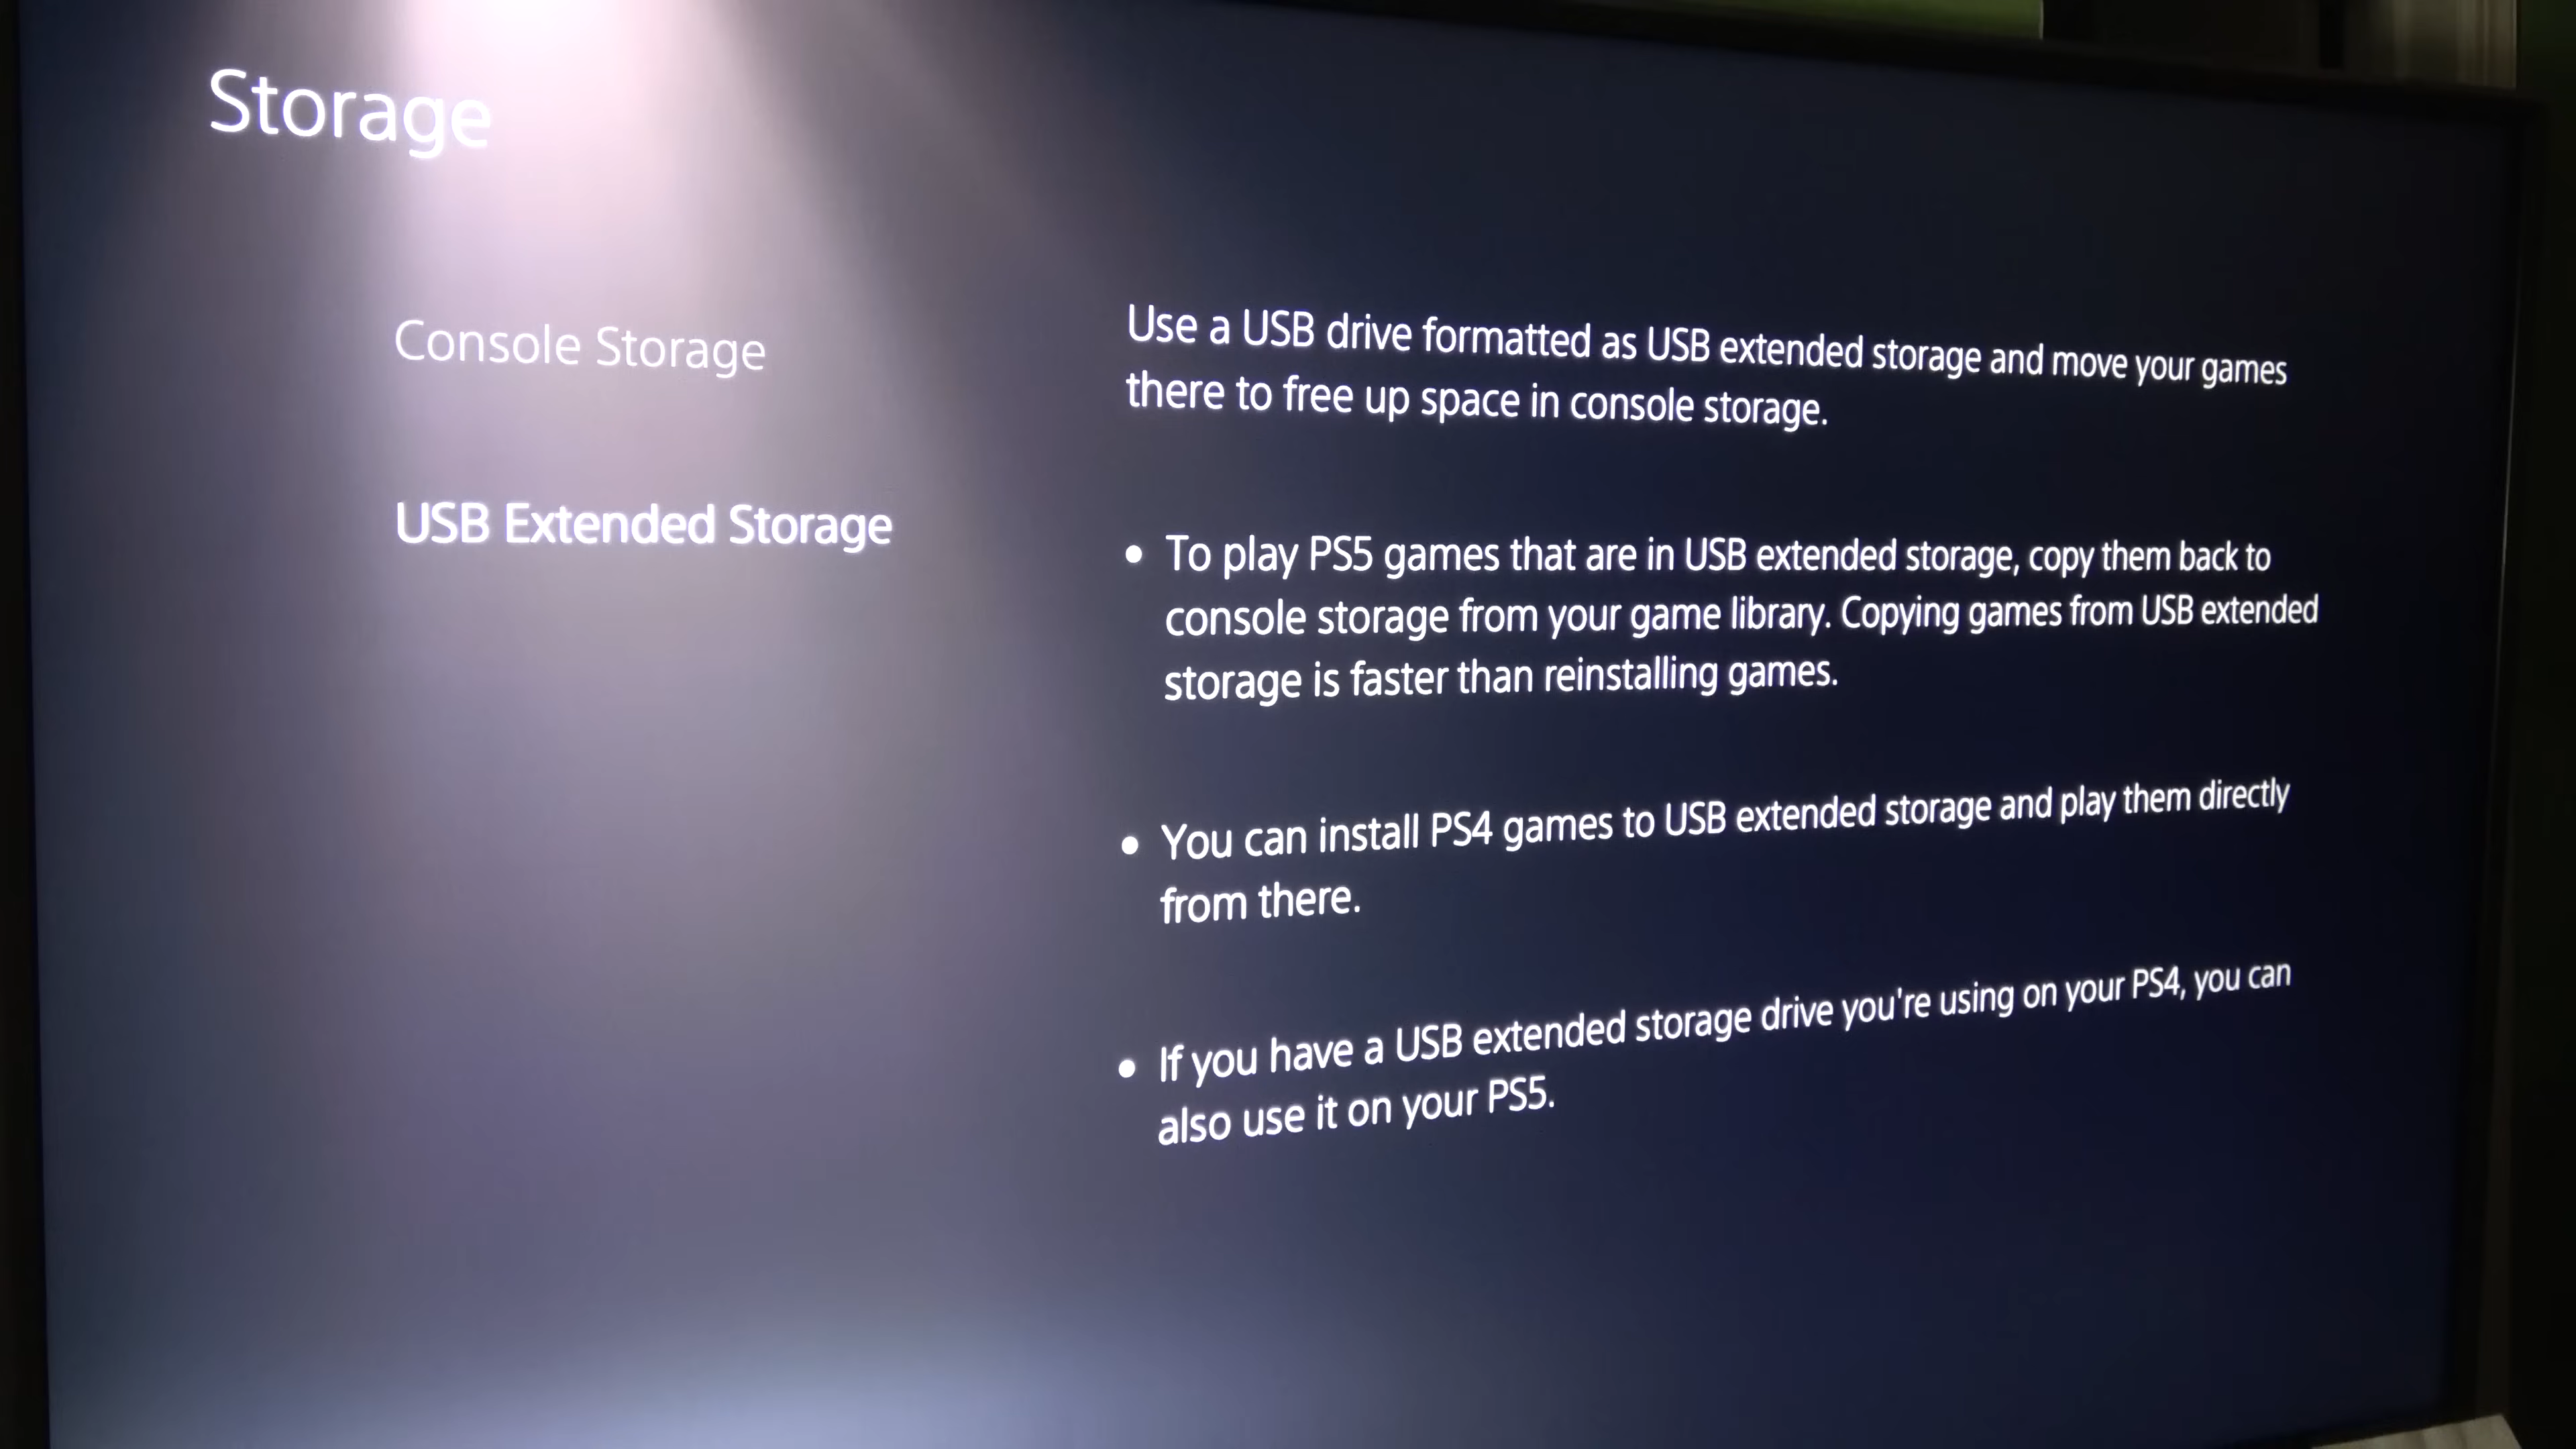 Storage
Console Storage
USB Extended Storage
Use a USB drive formatted as USB extended storage and move your games
there to free up space in console storage.
• To play PS5 games that are in USB extended storage, copy them back to
console storage from your game library. Copying games from USB extended
storage is faster than reinstalling games.
• You can install PS4 games to USB extended storage and play them directly
from there.
• If you have a USB extended storage drive you're using on your PS4, you can
also use it on your PS5.